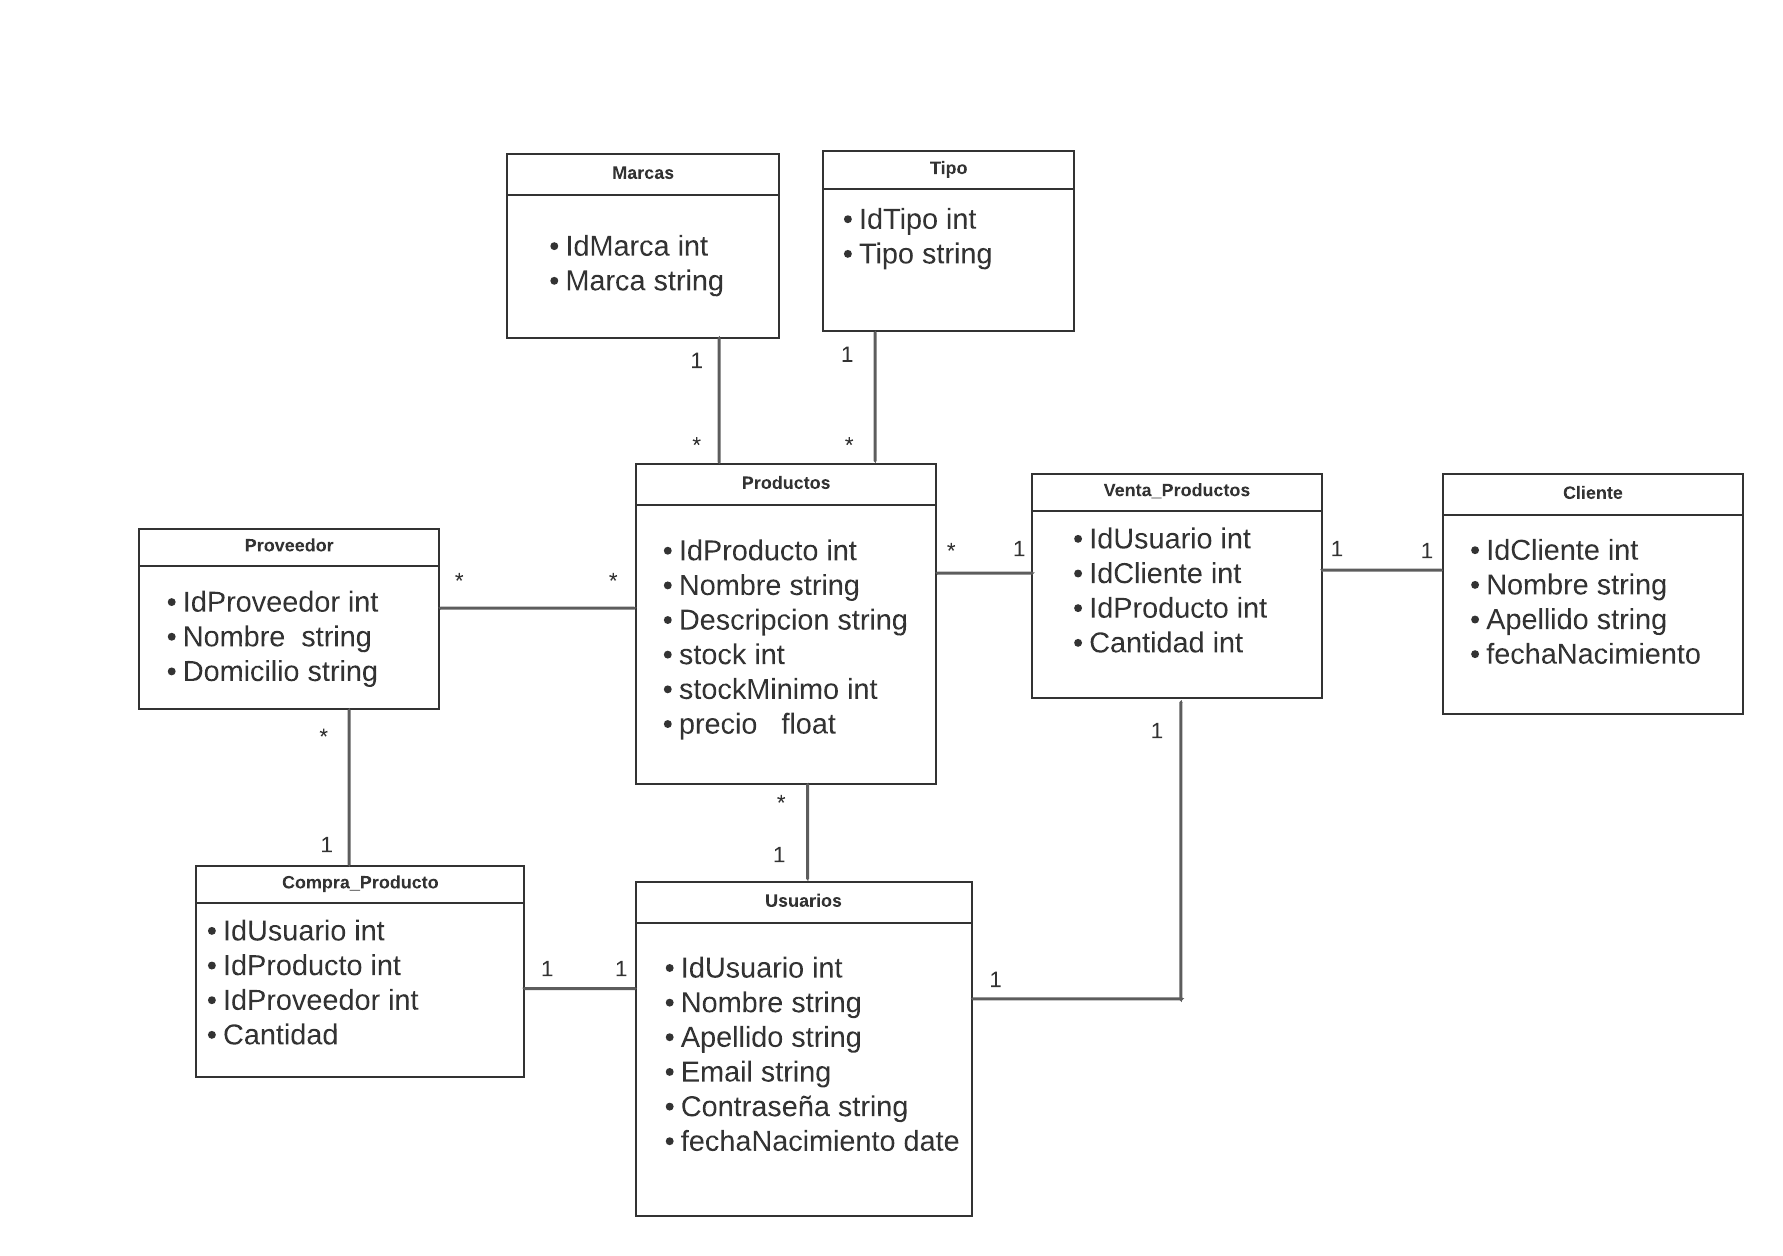 Marcas
• IdMarca int
• Marca string
Tipo
• IdTipo int
• Tipo string
1
*
1
*
Proveedor
• IdProveedor int
• Nombre  string
• Domicilio string
*
*
Productos
• IdProducto int
• Nombre string
• Descripcion string
• stock int
• stockMinimo int
• precio   float
*
1
Venta_Productos
• IdUsuario int
• IdCliente int
• IdProducto int
• Cantidad int
1
1
Cliente
• IdCliente int
• Nombre string
• Apellido string
• fechaNacimiento
*
1
*
1
1
Compra_Producto
• IdUsuario int
• IdProducto int
• IdProveedor int
• Cantidad
1
1
Usuarios
• IdUsuario int
• Nombre string
• Apellido string
• Email string
• Contraseña string
• fechaNacimiento date
1